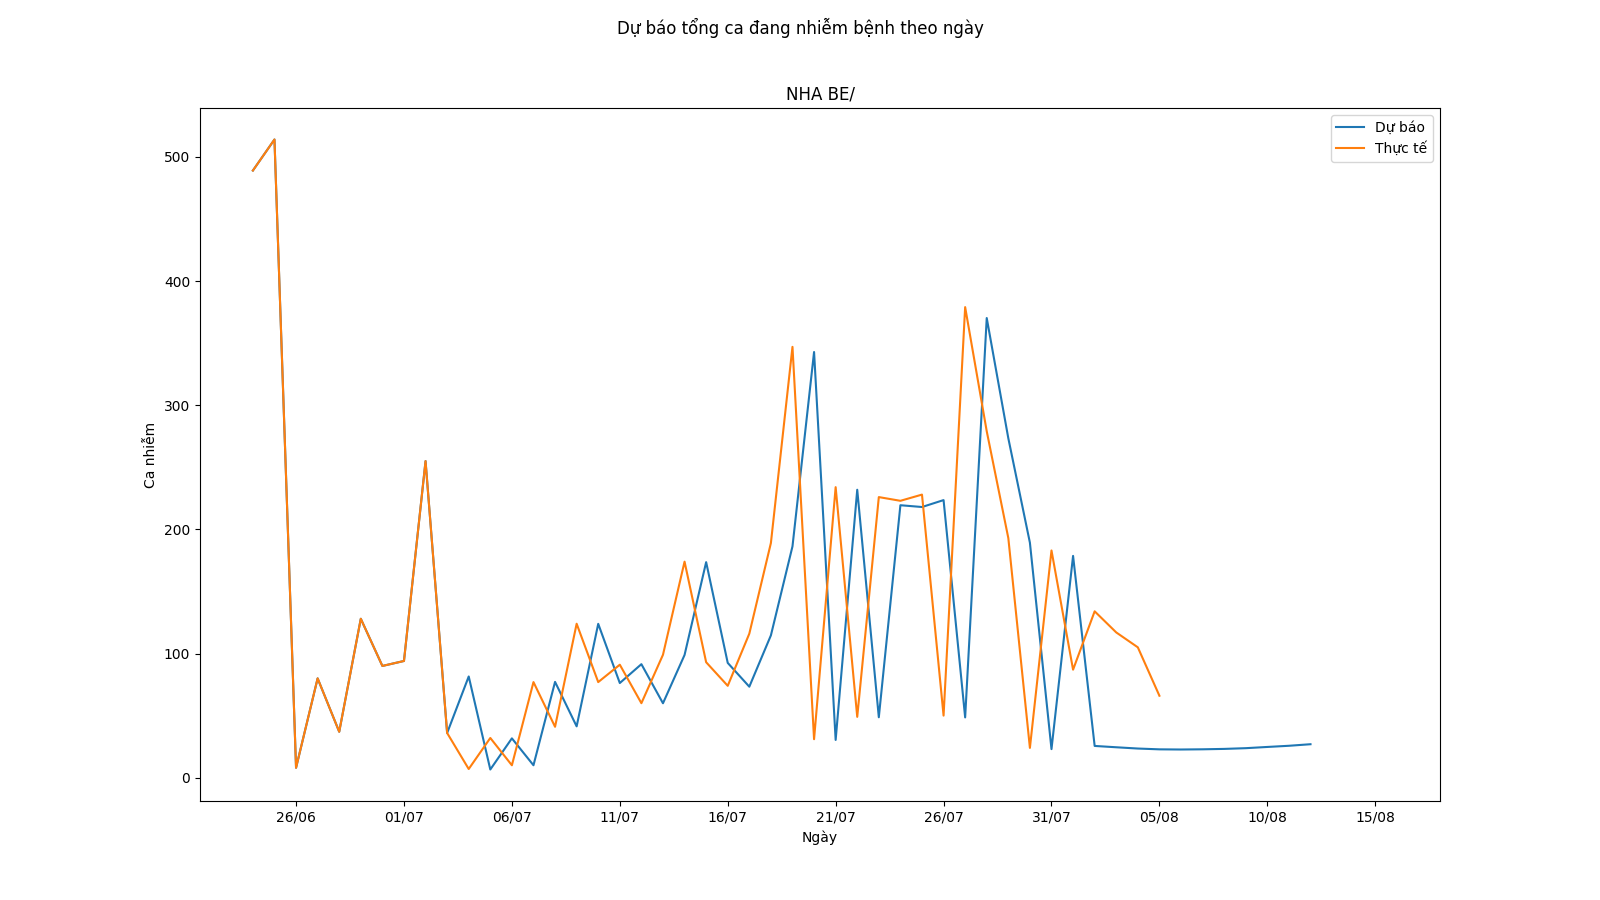 Dự báo tổng ca đang nhiễm bệnh theo ngày
NHA BE/
Dự báo
Thực tế
500
400
300
200
100
0
Ca nhiễm
26/06 01/07 06/07 11/07 16/07 21/07 26/07 31/07 05/08 10/08 15/08
Ngày